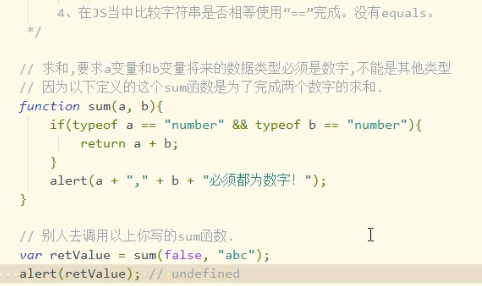 4、在JS当中比较字符串是否相等使用“==”完成。没有equals。
*/
// 求和,要求a变量和b变量将来的数据类型必须是数字,不能是其他类型
// 因为以下定义的这个sum函数是为了完成两个数字的求和.
function sum(a, b){
if(typeof a == "number" && typeof b == "number"){
return a + b;
}
alert(a + "," + b + "必须都为数字! ");
}
// 别人去调用以上你写的sum函数.
var retValue = sum(false, "abc");
alert(retValue); // undefined